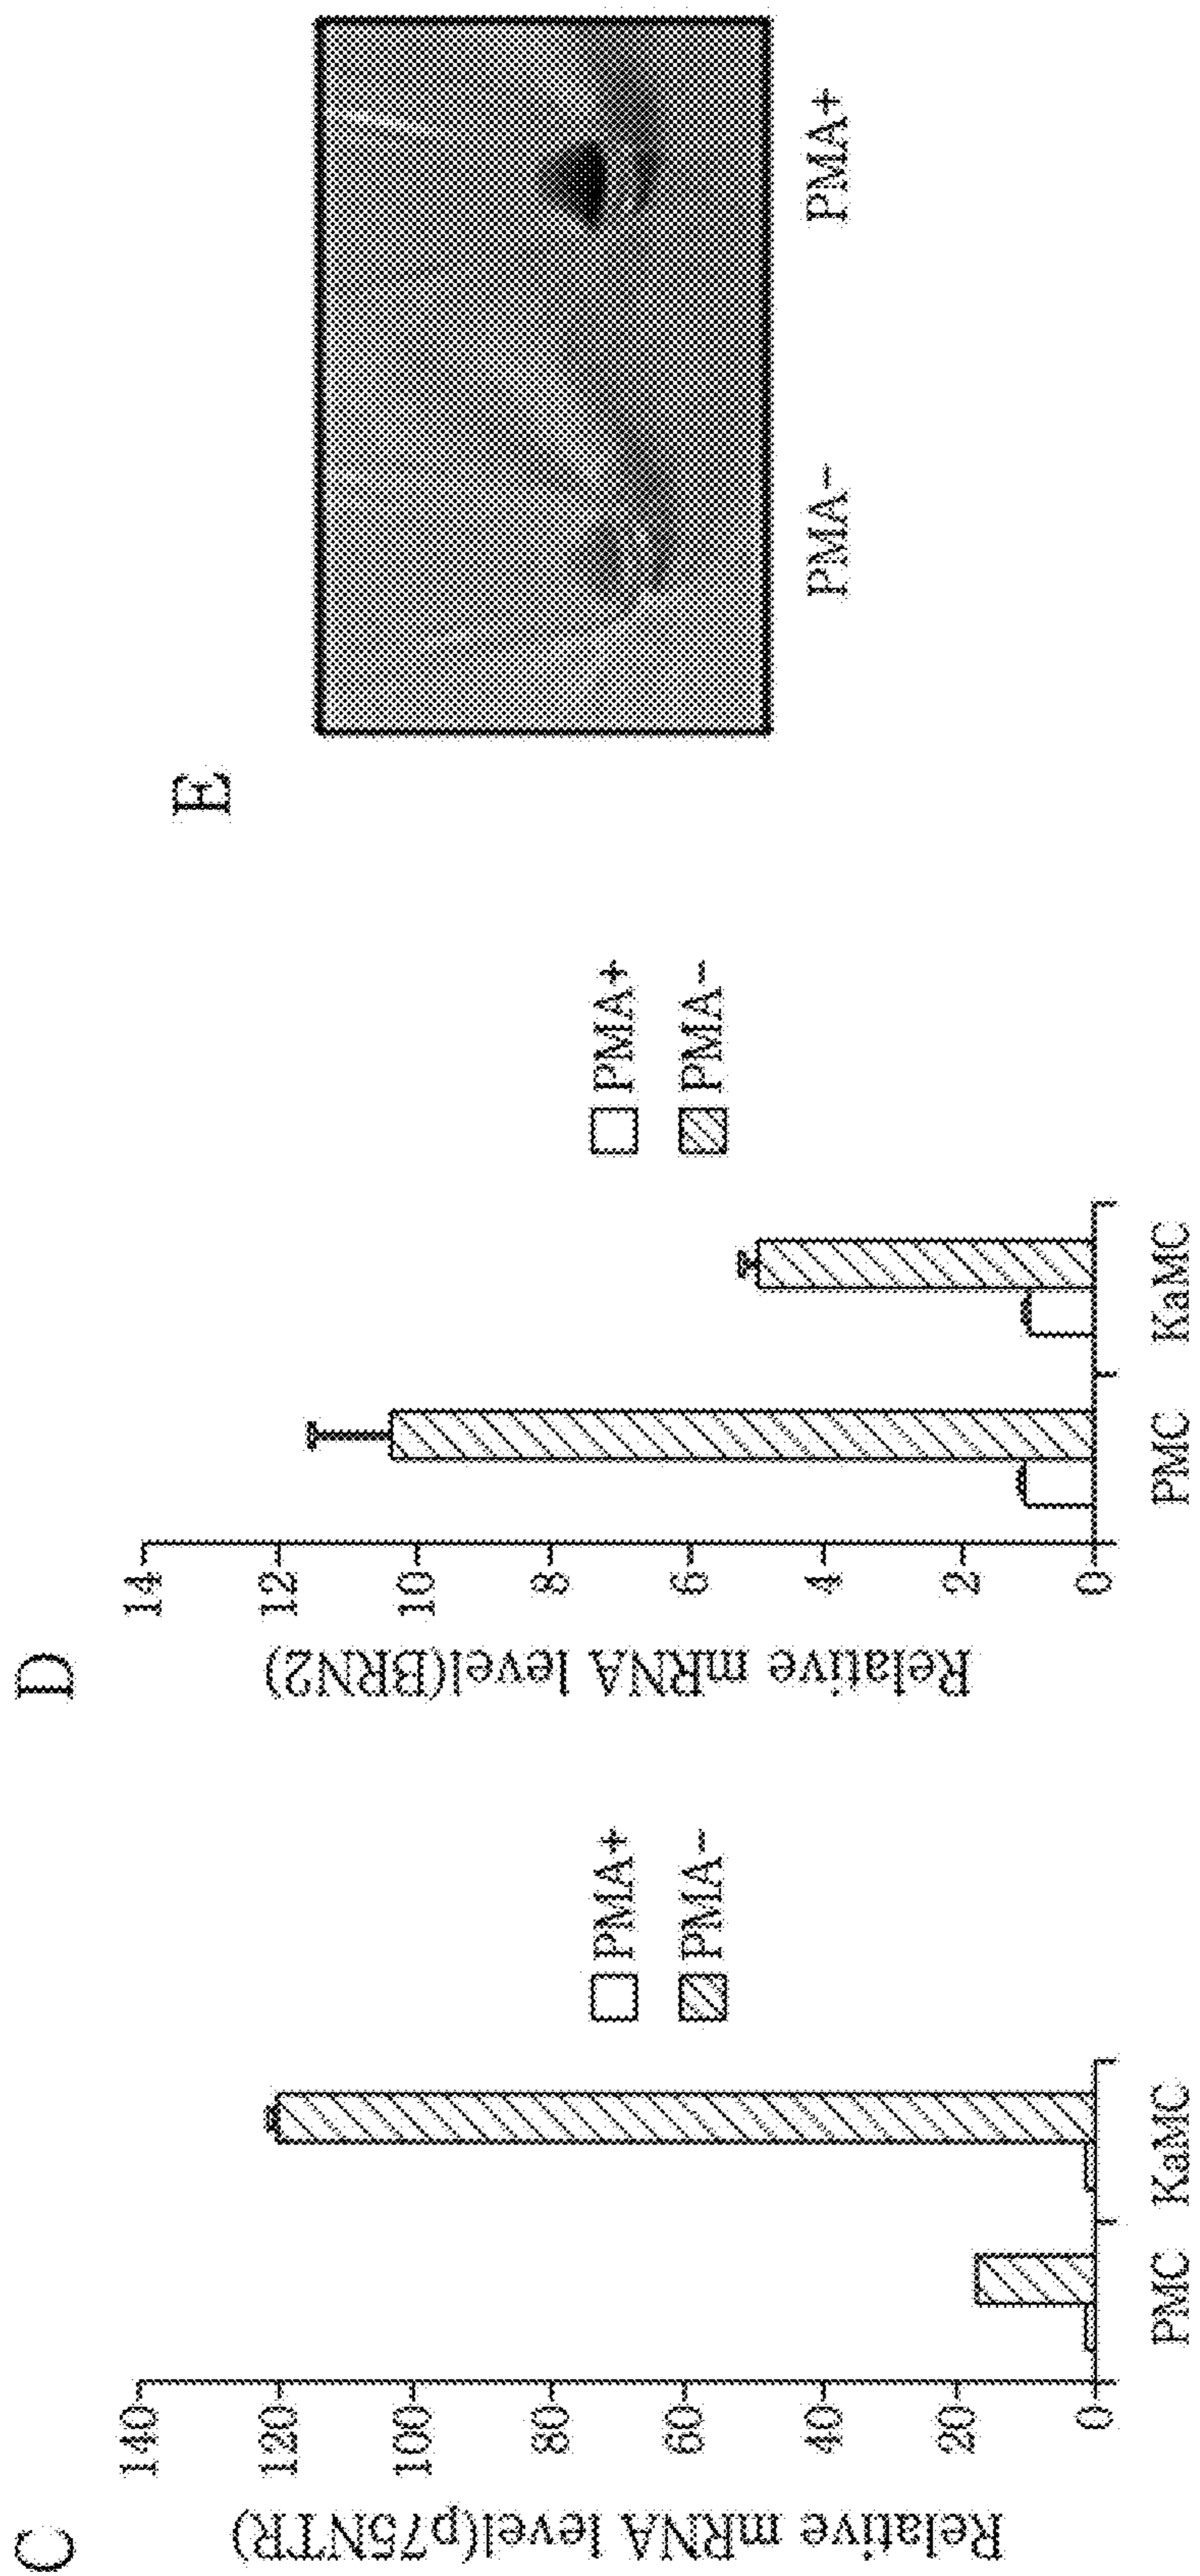 C
Relative mRNA level(p75NTR)
140
120
100
80
60
40
20
0
PMC KaMC
PMA+
PMA−
D
Relative mRNA level(BRN2)
14
12
10
8
6
4
2
0
PMC KaMC
PMA+
PMA−
E
PMA− PMA+